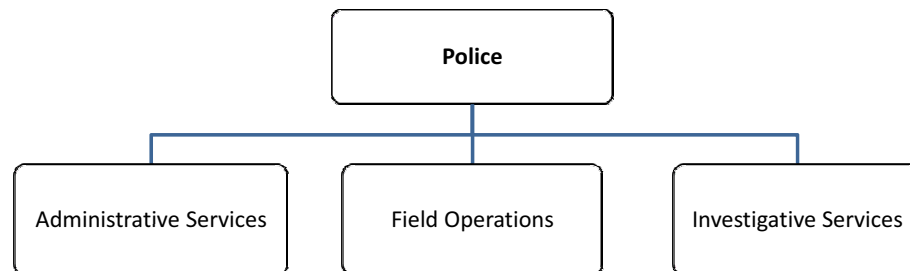 Police
Administrative Services
Field Operations
Investigative Services